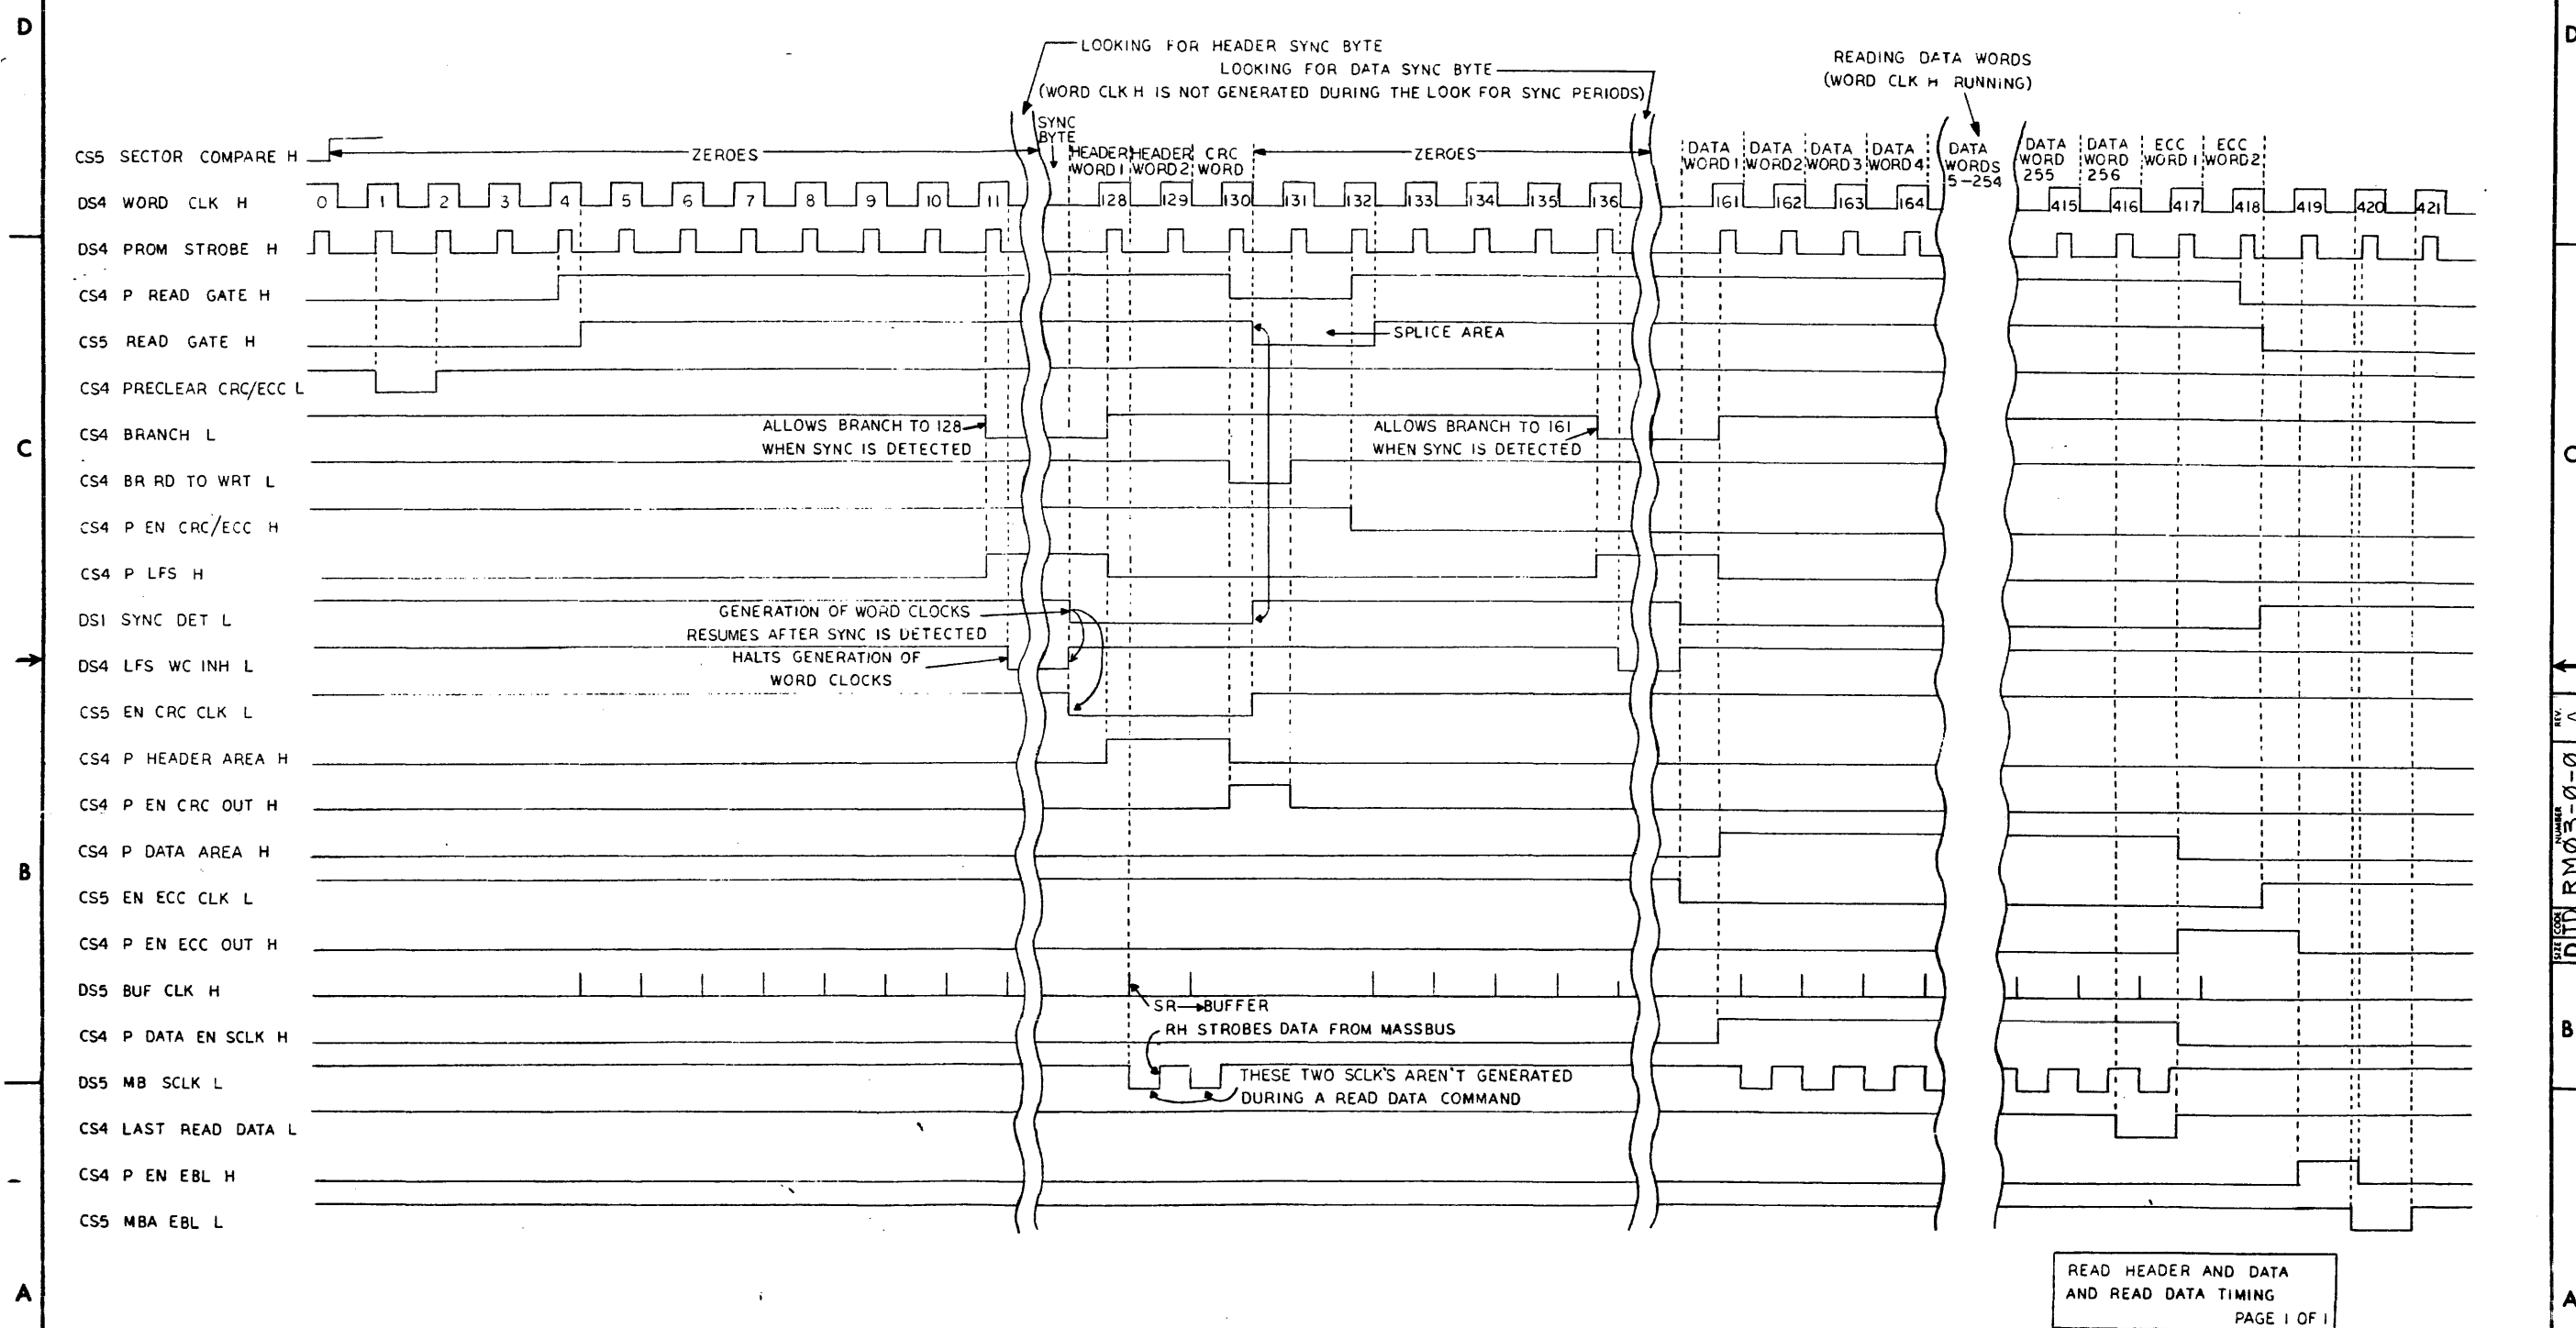 D
D
LOOKING FOR HEADER SYNC BYTE
LOOKING FOR DATA SYNC BYTE
(WORD CLK H IS NOT GENERATED DURING THE LOOK FOR SYNC PERIODS)
READING DATA WORDS
(WORD CLK H RUNNING)
CS5 SECTOR COMPARE H
ZEROES
SYNC
BYTE
HEADER
WORD 1
HEADER
WORD 2
CRC
WORD
ZEROES
DATA
WORD 1
DATA
WORD 2
DATA
WORD 3
DATA
WORD 4
DATA
WORDS
5-254
DATA
WORD
255
DATA
WORD
256
ECC
WORD 1
ECC
WORD 2
DS4 WORD CLK H
0 1 2 3 4 5 6 7 8 9 10 11 128 129 130 131 132 133 134 135 136 161 162 163 164 415 416 417 418 419 420 421
DS4 PROM STROBE H
CS4 P READ GATE H
CS5 READ GATE H
SPLICE AREA
CS4 PRECLEAR CRC/ECC L
CS4 BRANCH L
ALLOWS BRANCH TO 128
WHEN SYNC IS DETECTED
ALLOWS BRANCH TO 161
WHEN SYNC IS DETECTED
C
C
CS4 BR RD TO WRT L
CS4 P EN CRC/ECC H
CS4 P LFS H
DS1 SYNC DET L
GENERATION OF WORD CLOCKS
RESUMES AFTER SYNC IS DETECTED
DS4 LFS WC INH L
HALTS GENERATION OF
WORD CLOCKS
CS5 EN CRC CLK L
CS4 P HEADER AREA H
CS4 P EN CRC OUT H
CS4 P DATA AREA H
B
CS5 EN ECC CLK L
CS4 P EN ECC OUT H
DS5 BUF CLK H
SR→BUFFER
CS4 P DATA EN SCLK H
RH STROBES DATA FROM MASSBUS
B
DS5 MB SCLK L
THESE TWO SCLK'S AREN'T GENERATED
DURING A READ DATA COMMAND
CS4 LAST READ DATA L
CS4 P EN EBL H
CS5 MBA EBL L
SIZE CODE NUMBER REV.
D TD RMØ3-Ø-Ø A
READ HEADER AND DATA
AND READ DATA TIMING
PAGE 1 OF 1
A
A